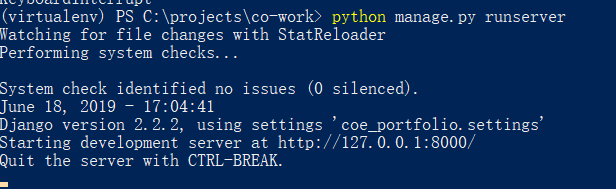 KeyboardInterrupt
(virtualenv) PS C:\projects\co-work> python manage.py runserver
Watching for file changes with StatReloader
Performing system checks...
System check identified no issues (0 silenced).
June 18, 2019 - 17:04:41
Django version 2.2.2, using settings 'coe_portfolio.settings'
Starting development server at http://127.0.0.1:8000/
Quit the server with CTRL-BREAK.